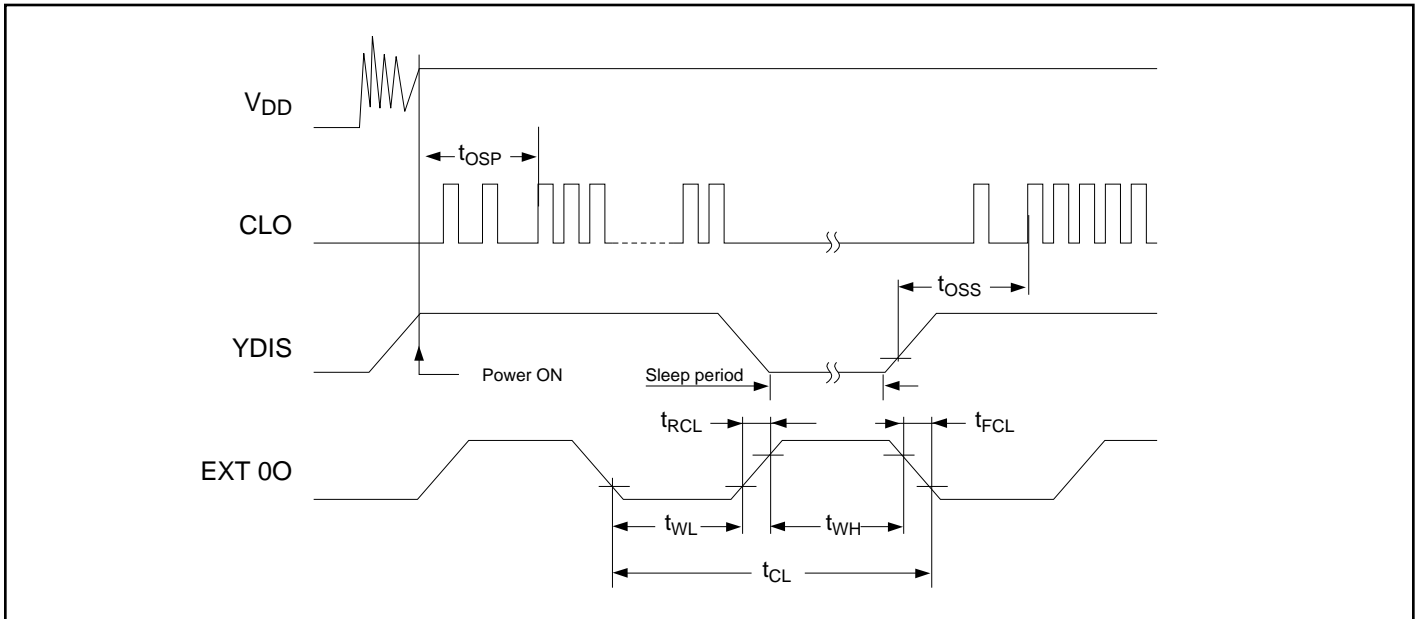 VDD
tOSP
CLO
tOSS
YDIS
Power ON
Sleep period
tRCL
tFCL
EXT 0O
tWL
tWH
tCL